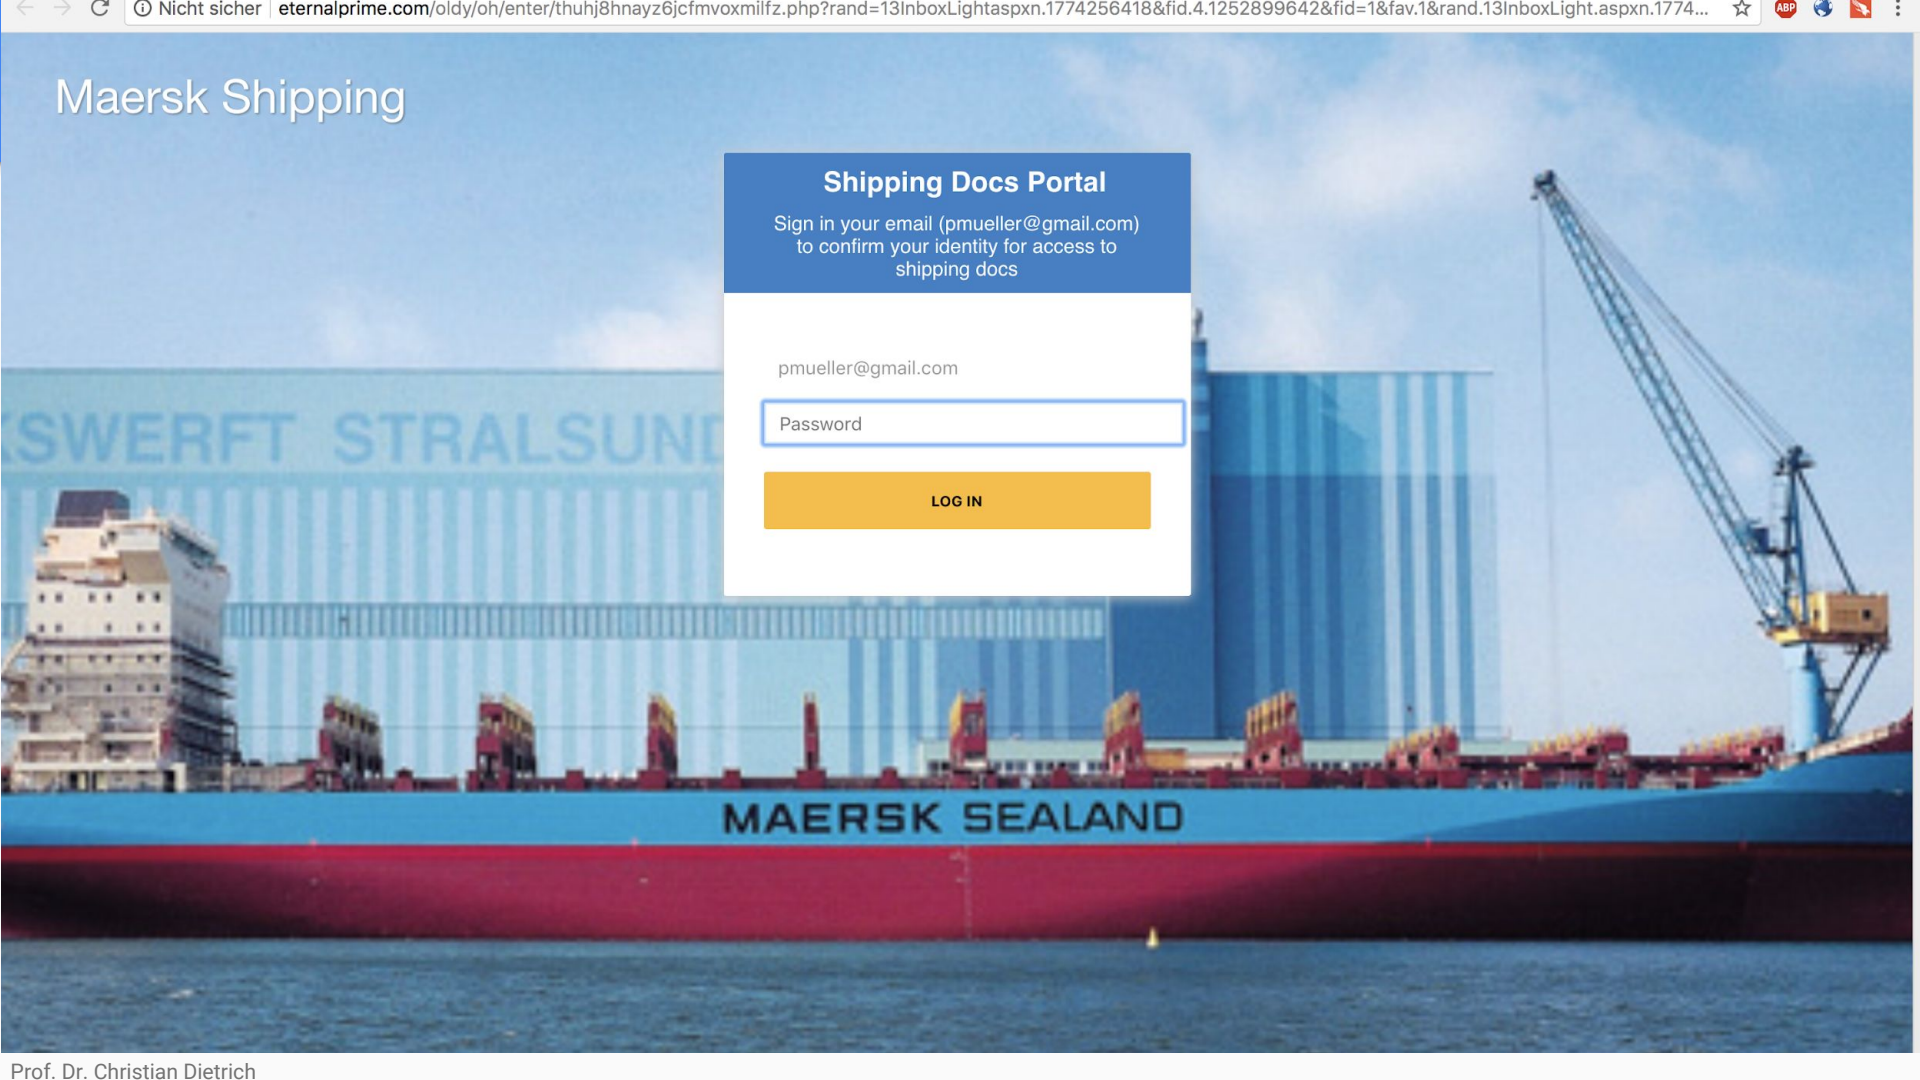 Nicht sicher eternalprime.com/oldy/oh/enter/thuhj8hnayz6jcfmvoxmilfz.php?rand=13InboxLightaspxn.1774256418&fid.4.1252899642&fid=1&fav.1&rand.13InboxLight.aspxn.1774...
ABP
Maersk Shipping
Shipping Docs Portal
Sign in your email (pmueller@gmail.com)
to confirm your identity for access to
shipping docs
pmueller@gmail.com
Password
LOG IN
KSWERFT STRALSUND
MAERSK SEALAND
Prof. Dr. Christian Dietrich